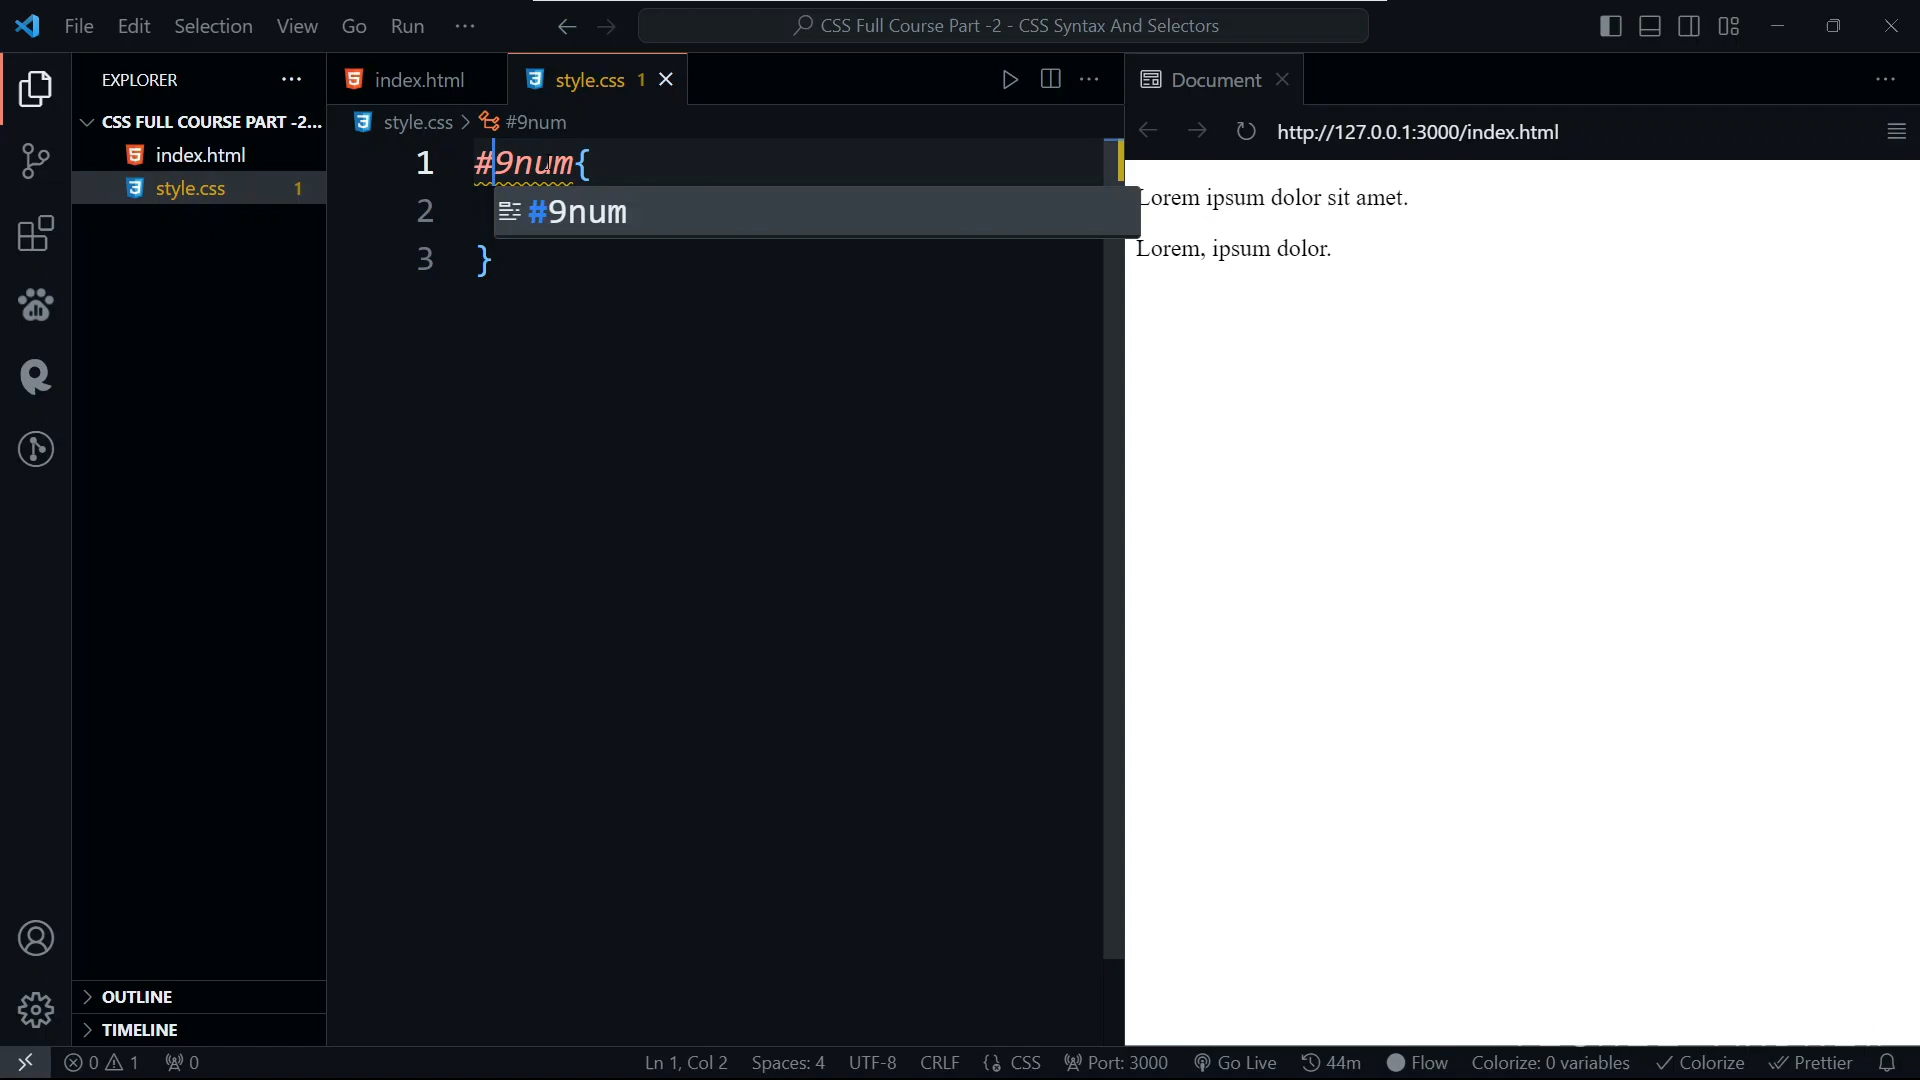 File Edit Selection View Go Run ···
CSS Full Course Part -2 - CSS Syntax And Selectors
EXPLORER
CSS FULL COURSE PART -2...
index.html
style.css 1
OUTLINE
TIMELINE
index.html
style.css 1
style.css > #9num
1 #9num{
#9num
2
3 }
Document
http://127.0.0.1:3000/index.html
Lorem ipsum dolor sit amet.
Lorem, ipsum dolor.
0 1 0 Ln 1, Col 2 Spaces: 4 UTF-8 CRLF {} CSS Port: 3000 Go Live 44m Flow Colorize: 0 variables Colorize Prettier